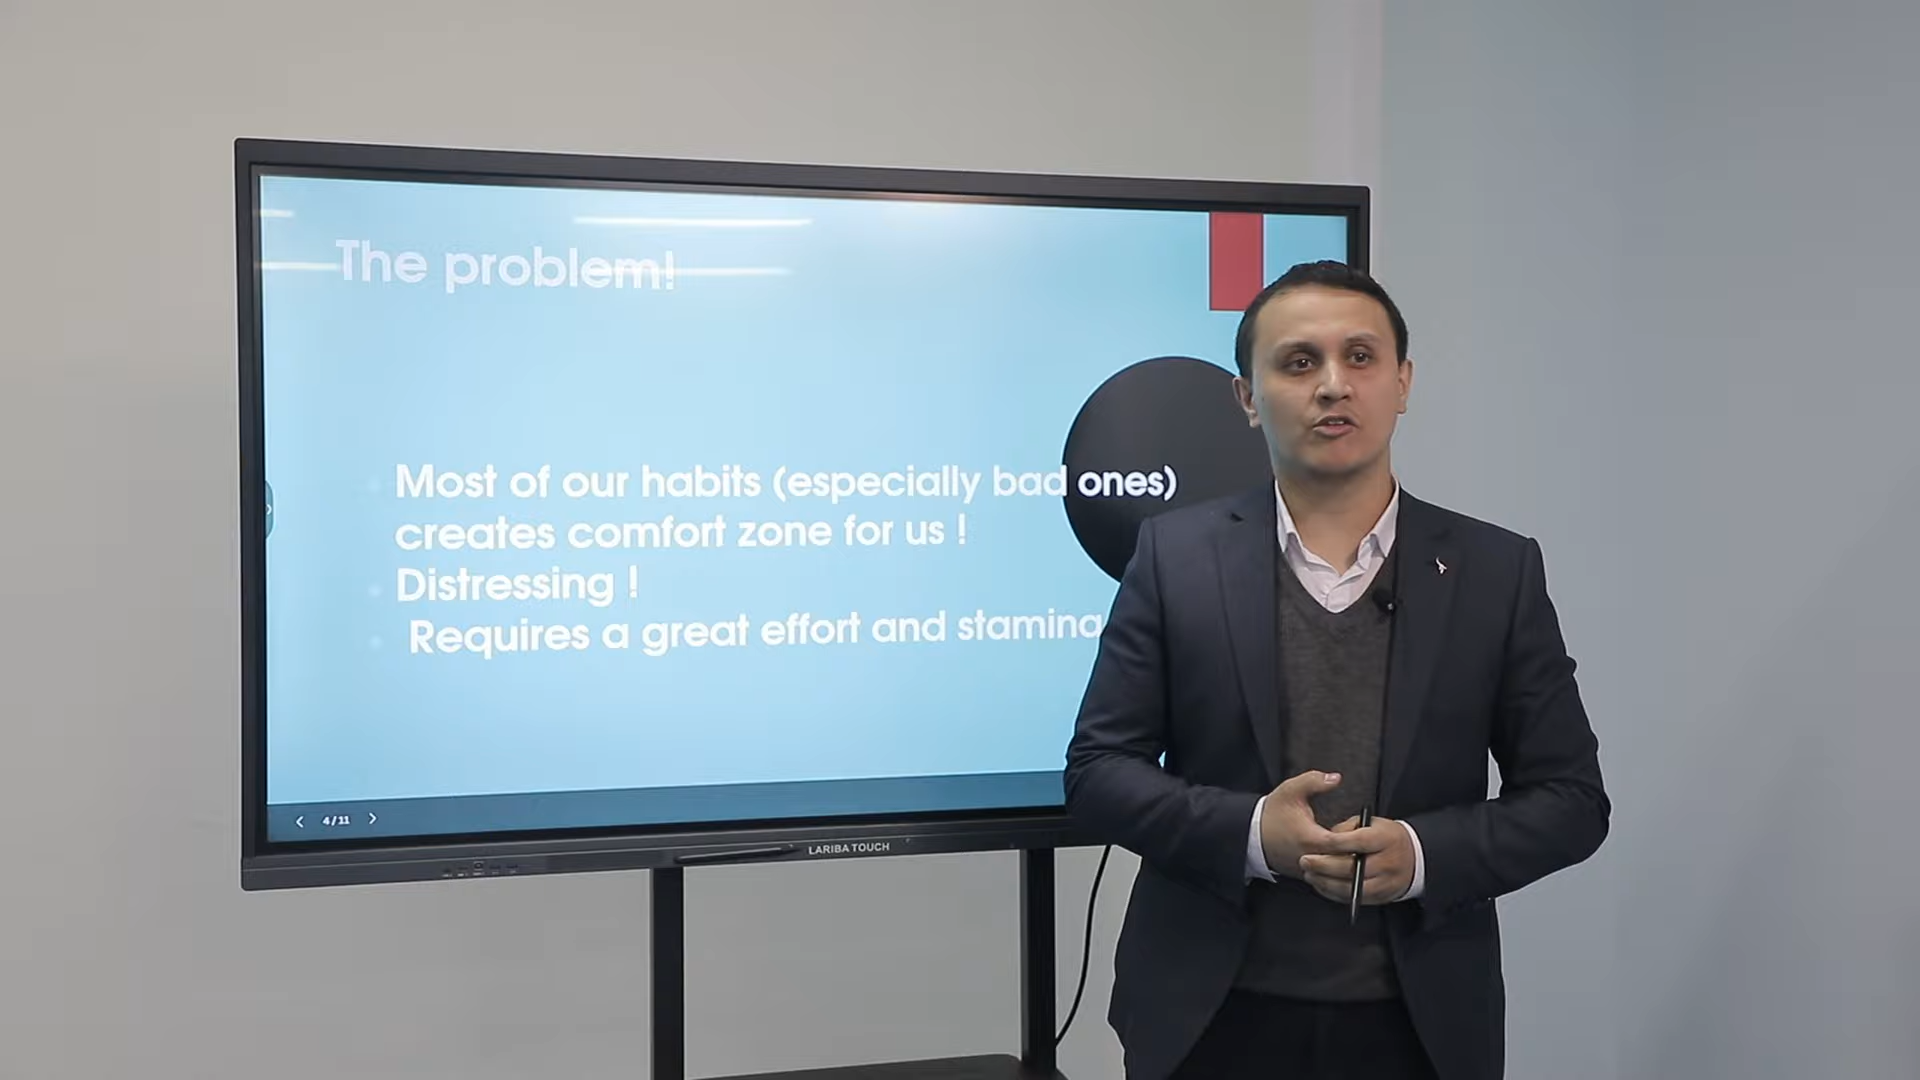 The problem!
Most of our habits (especially bad ones)
creates comfort zone for us !
Distressing !
Requires a great effort and stamina
4/11
LARIBA TOUCH